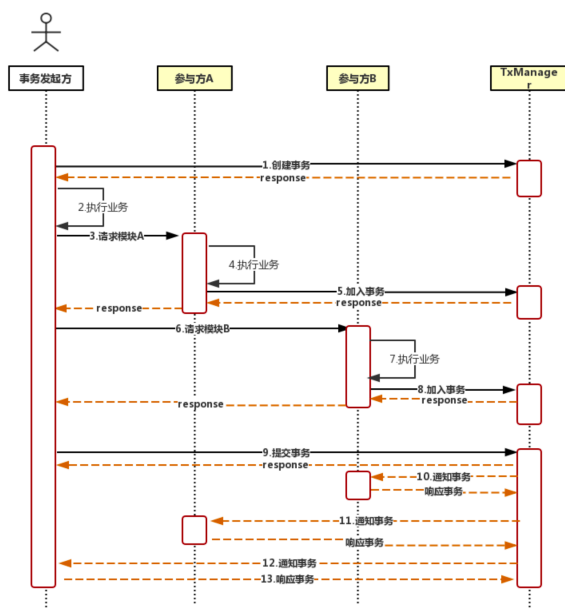 事务发起方
参与方A
参与方B
TxManage
r
1.创建事务
response
2.执行业务
3.请求模块A
4.执行业务
5.加入事务
response
response
6.请求模块B
7.执行业务
8.加入事务
response
response
9.提交事务
response
10.通知事务
响应事务
11.通知事务
响应事务
12.通知事务
13.响应事务